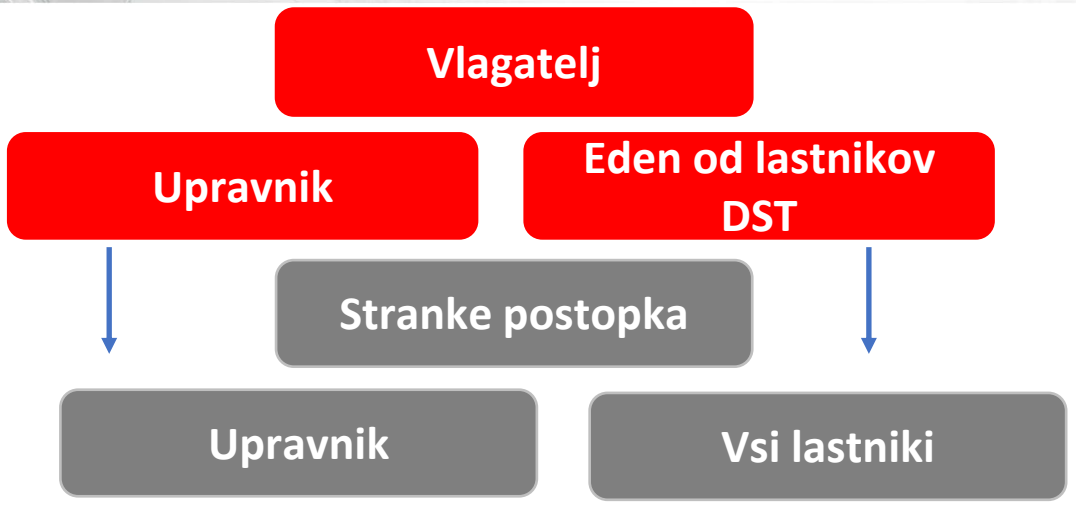 Vlagatelj
Upravnik
Eden od lastnikov
DST
Stranke postopka
Upravnik
Vsi lastniki